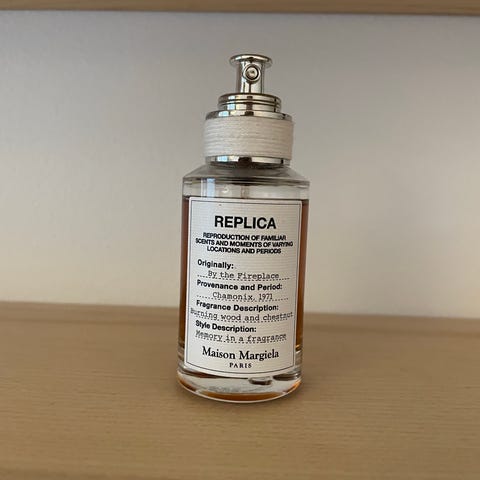 REPLICA
REPRODUCTION OF FAMILIAR
SCENTS AND MOMENTS OF VARYING
LOCATIONS AND PERIODS
Originally:
By the Fireplace
Provenance and Period:
Chamonix, 1971
Fragrance Description:
Burning wood and chestnut
Style Description:
Memory in a fragrance
Maison Margiela
PARIS